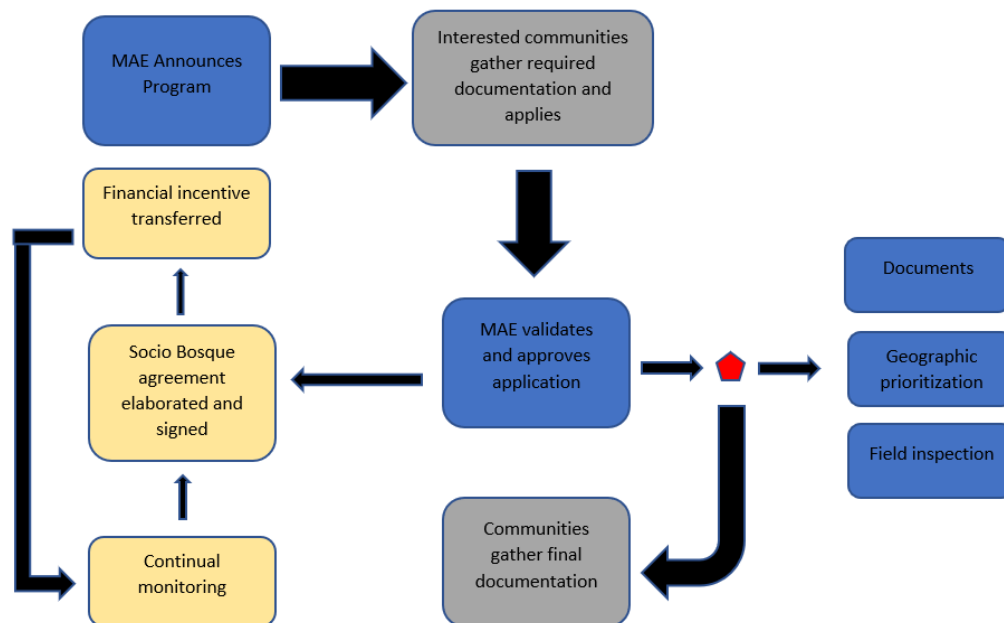 MAE Announces
Program
Interested communities
gather required
documentation and
applies
Financial incentive
transferred
Documents
Socio Bosque
agreement
elaborated and
signed
MAE validates
and approves
application
Geographic
prioritization
Field inspection
Continual
monitoring
Communities
gather final
documentation